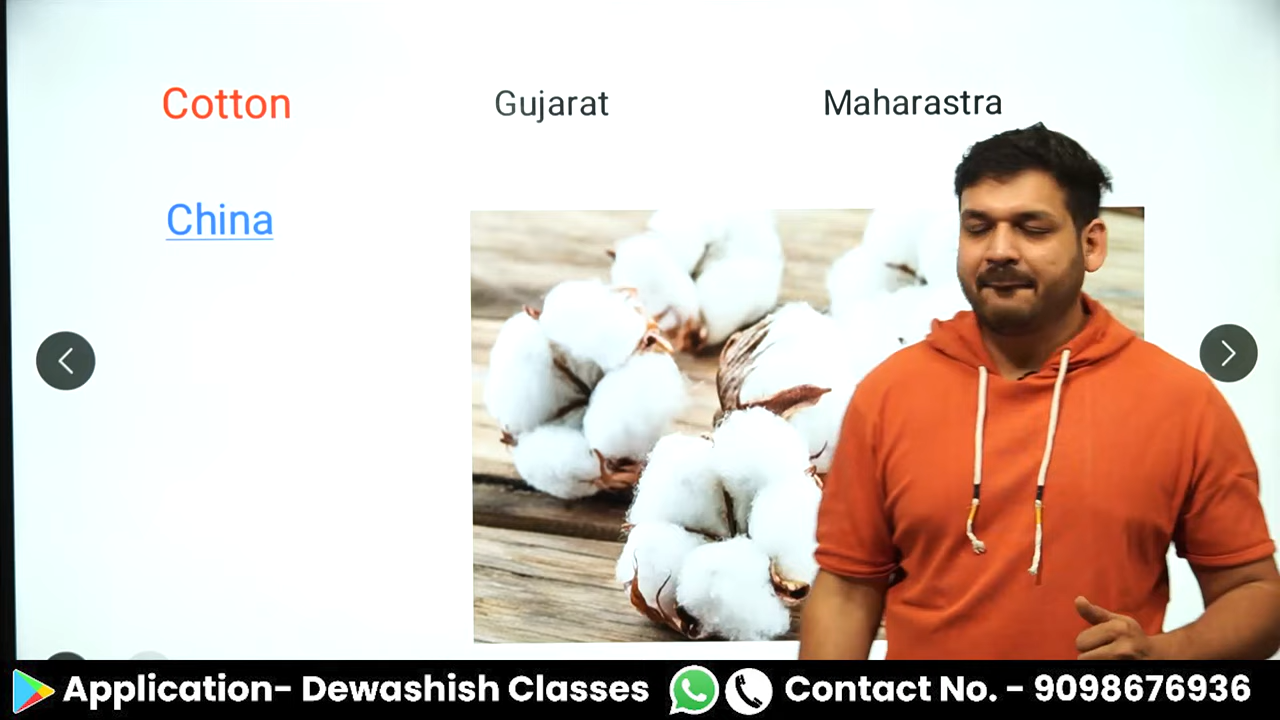 Cotton Gujarat Maharastra
China
Application- Dewashish Classes Contact No. - 9098676936